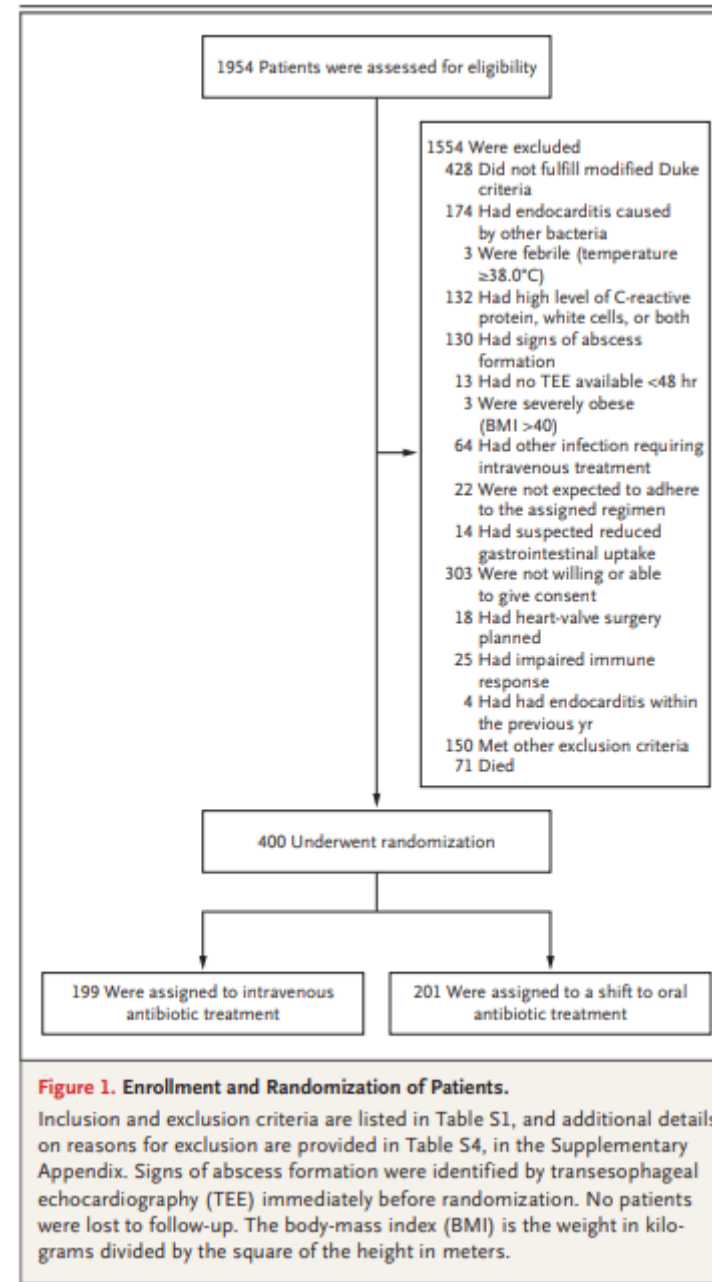 1954 Patients were assessed for eligibility
1554 Were excluded
428 Did not fulfill modified Duke
criteria
174 Had endocarditis caused
by other bacteria
3 Were febrile (temperature
≥38.0°C)
132 Had high level of C-reactive
protein, white cells, or both
130 Had signs of abscess
formation
13 Had no TEE available <48 hr
3 Were severely obese
(BMI >40)
64 Had other infection requiring
intravenous treatment
22 Were not expected to adhere
to the assigned regimen
14 Had suspected reduced
gastrointestinal uptake
303 Were not willing or able
to give consent
18 Had heart-valve surgery
planned
25 Had impaired immune
response
4 Had had endocarditis within
the previous yr
150 Met other exclusion criteria
71 Died
400 Underwent randomization
199 Were assigned to intravenous
antibiotic treatment
201 Were assigned to a shift to oral
antibiotic treatment
Figure 1. Enrollment and Randomization of Patients.
Inclusion and exclusion criteria are listed in Table S1, and additional details
on reasons for exclusion are provided in Table S4, in the Supplementary
Appendix. Signs of abscess formation were identified by transesophageal
echocardiography (TEE) immediately before randomization. No patients
were lost to follow-up. The body-mass index (BMI) is the weight in kilo-
grams divided by the square of the height in meters.